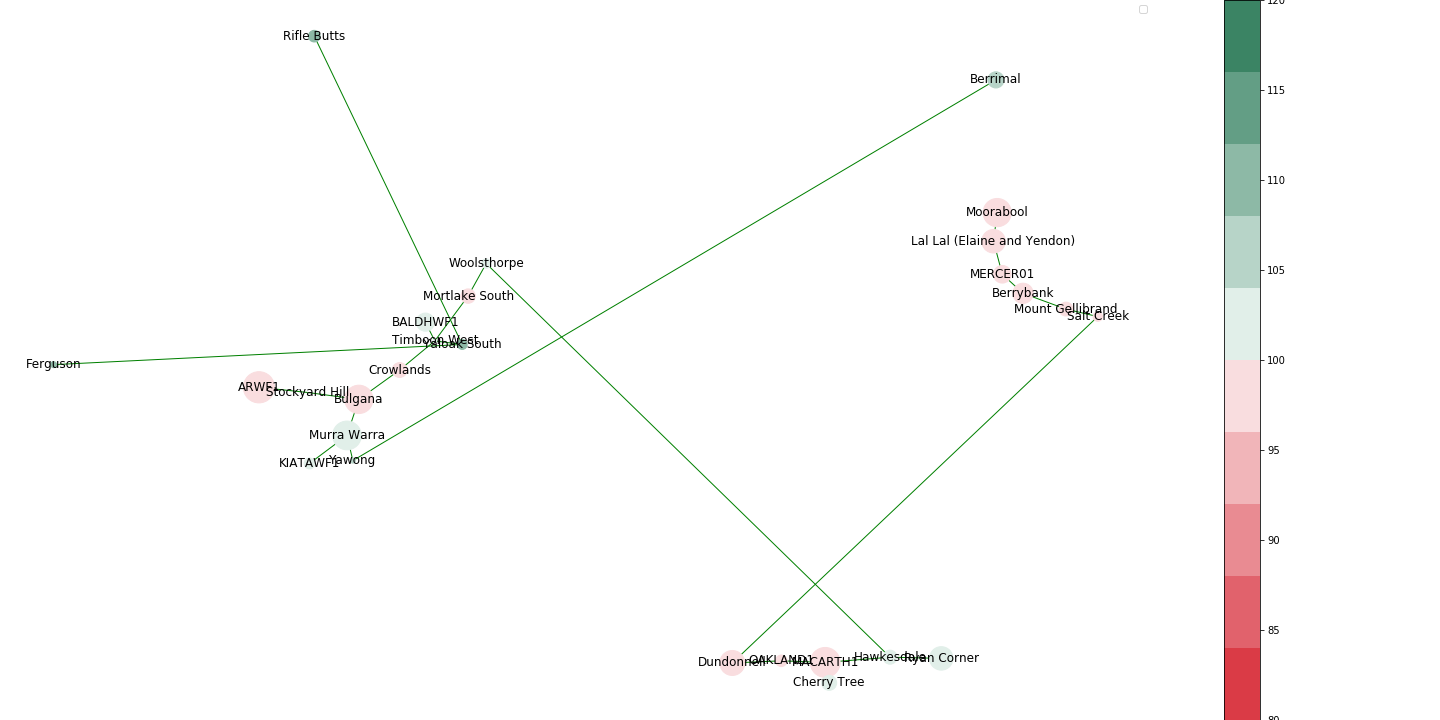 120
Rifle Butts
Berrimal
115
110
Moorabool
Lal Lal (Elaine and Yendon)
Woolsthorpe
105
MERCER01
Berrybank
Mortlake South
Mount Gellibrand
Salt Creek
BALDHWF1
Timboon West
Yaloak South
100
Ferguson
Crowlands
ARWF1
Stockyard Hill
Bulgana
Murra Warra
95
KIATAWF1
Yawong
90
85
Dundonnell
OAKLAND1
MACARTH1
Hawkesdale
Ryan Corner
Cherry Tree
80